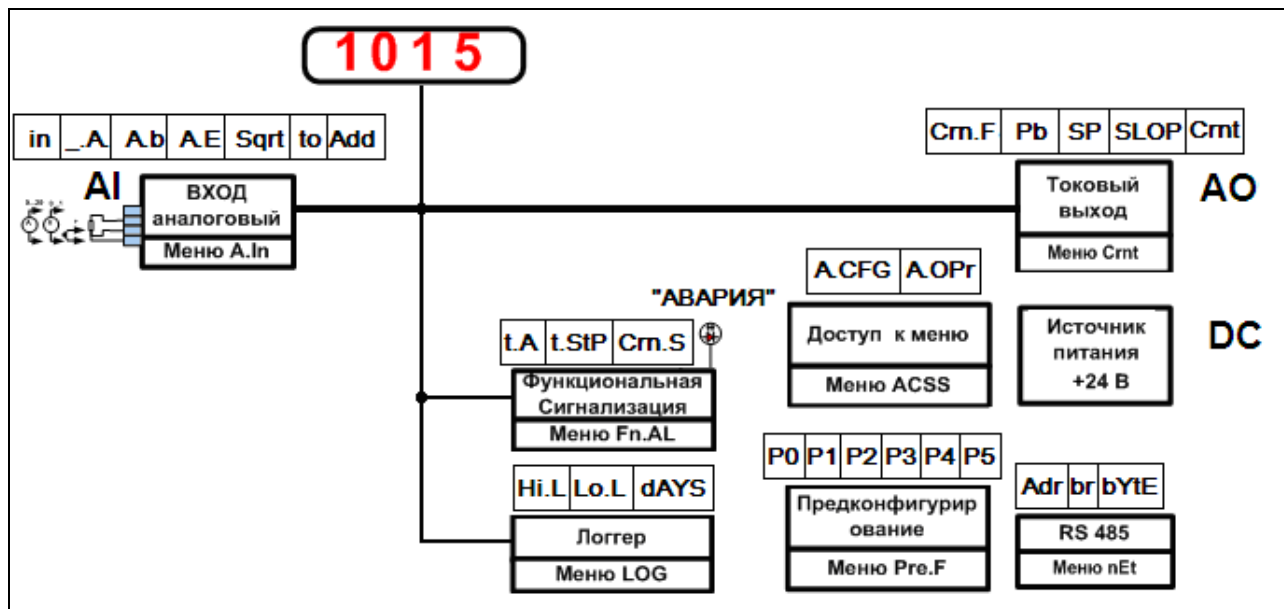 1015
in _.A. A.b A.E Sqrt to Add
Crn.F Pb SP SLOP Crnt
AI
ВХОД
аналоговый
Меню A.In
Токовый
выход
Меню Crnt
AO
A.CFG A.OPr
"АВАРИЯ"
t.A t.StP Crn.S
Функциональная
Сигнализация
Меню Fn.AL
Доступ к меню
Меню ACSS
Источник
питания
+24 В
DC
P0 P1 P2 P3 P4 P5
Hi.L Lo.L dAYS
Adr br bYtE
Логгер
Меню LOG
Предконфигурир
ование
Меню Pre.F
RS 485
Меню nEt